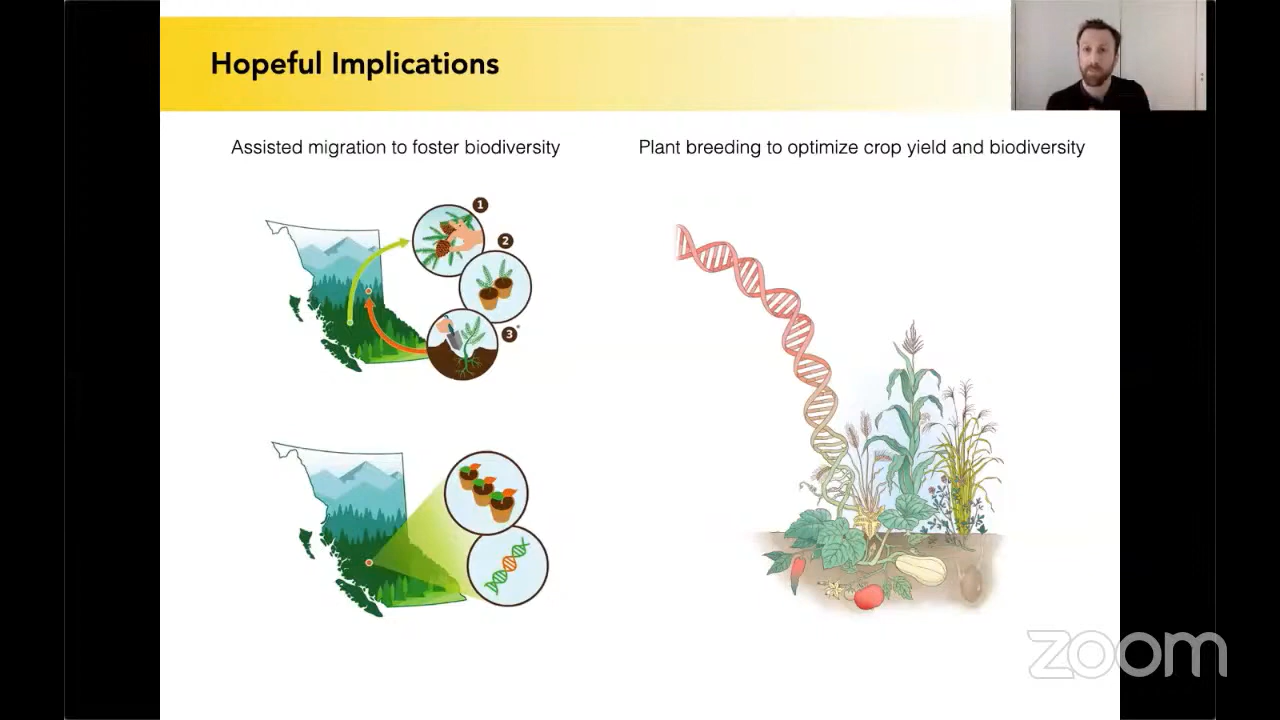 Hopeful Implications
Assisted migration to foster biodiversity
Plant breeding to optimize crop yield and biodiversity
1
2
3*
zoom